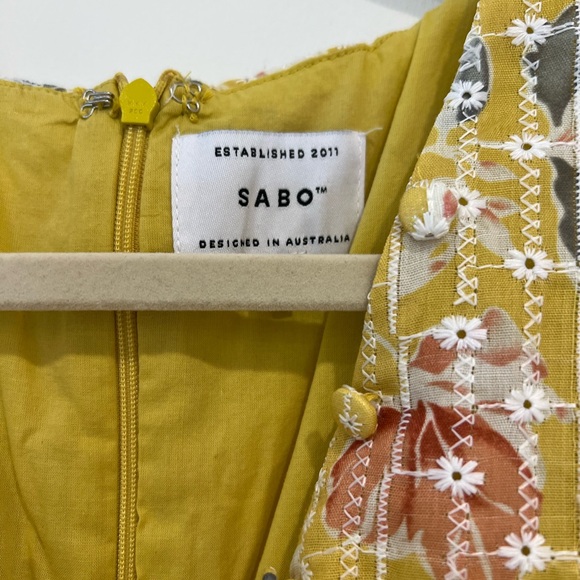 ESTABLISHED 2011
SABO™
DESIGNED IN AUSTRALIA